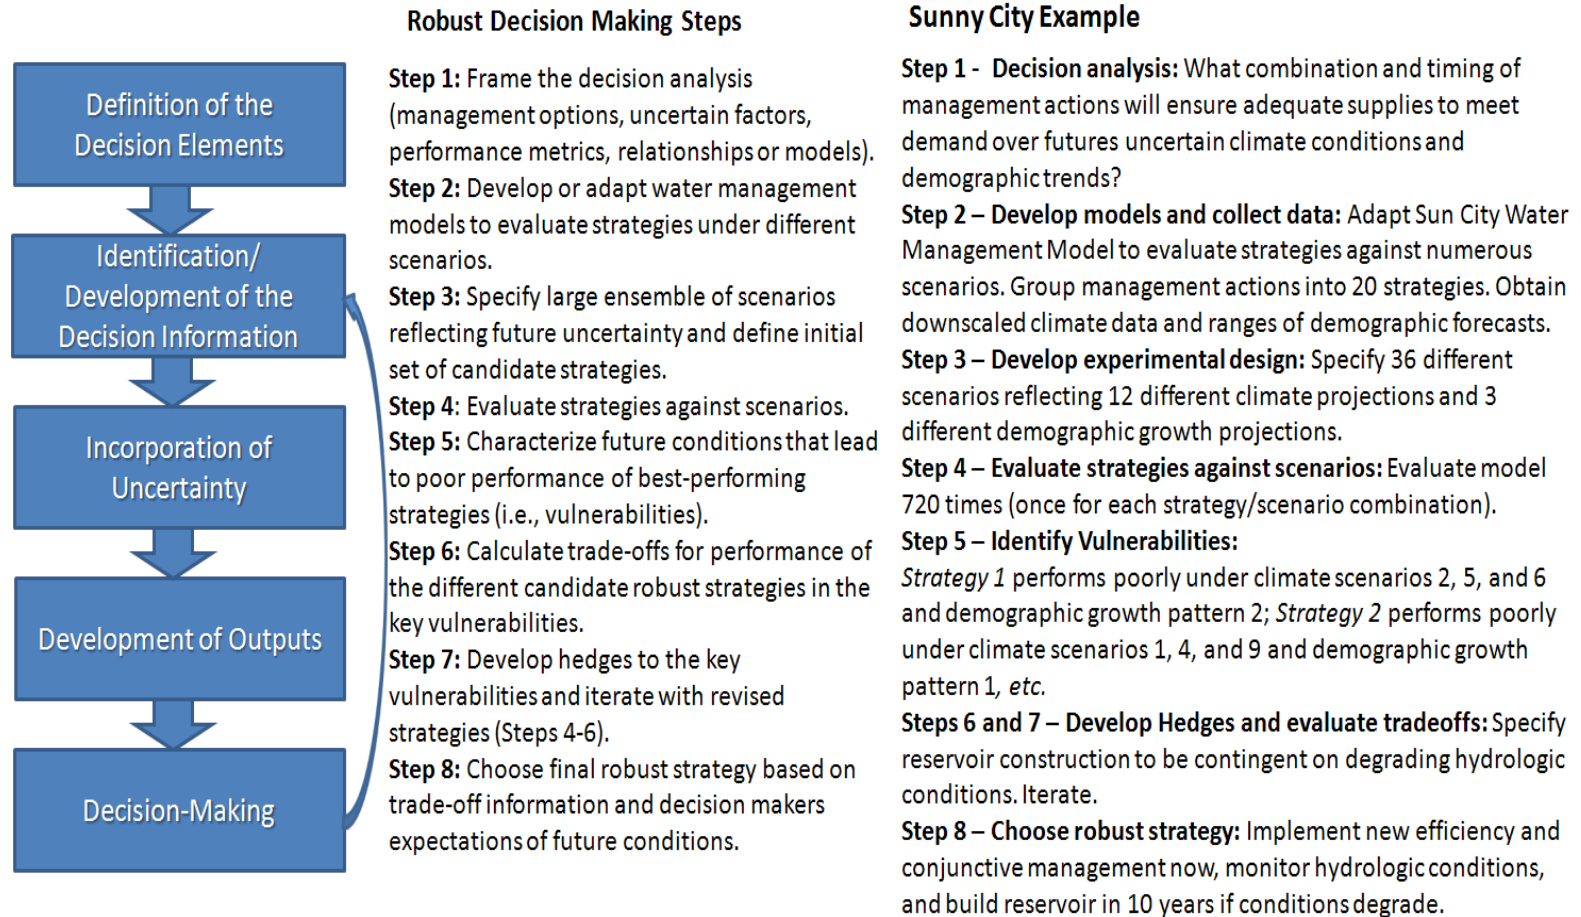 Definition of the
Decision Elements
Identification/
Development of the
Decision Information
Incorporation of
Uncertainty
Development of Outputs
Decision-Making
Robust Decision Making Steps
Step 1: Frame the decision analysis
(management options, uncertain factors,
performance metrics, relationships or models).
Step 2: Develop or adapt water management
models to evaluate strategies under different
scenarios.
Step 3: Specify large ensemble of scenarios
reflecting future uncertainty and define initial
set of candidate strategies.
Step 4: Evaluate strategies against scenarios.
Step 5: Characterize future conditions that lead
to poor performance of best-performing
strategies (i.e., vulnerabilities).
Step 6: Calculate trade-offs for performance of
the different candidate robust strategies in the
key vulnerabilities.
Step 7: Develop hedges to the key
vulnerabilities and iterate with revised
strategies (Steps 4-6).
Step 8: Choose final robust strategy based on
trade-off information and decision makers
expectations of future conditions.
Sunny City Example
Step 1 - Decision analysis: What combination and timing of
management actions will ensure adequate supplies to meet
demand over futures uncertain climate conditions and
demographic trends?
Step 2 – Develop models and collect data: Adapt Sun City Water
Management Model to evaluate strategies against numerous
scenarios. Group management actions into 20 strategies. Obtain
downscaled climate data and ranges of demographic forecasts.
Step 3 – Develop experimental design: Specify 36 different
scenarios reflecting 12 different climate projections and 3
different demographic growth projections.
Step 4 – Evaluate strategies against scenarios: Evaluate model
720 times (once for each strategy/scenario combination).
Step 5 – Identify Vulnerabilities:
Strategy 1 performs poorly under climate scenarios 2, 5, and 6
and demographic growth pattern 2; Strategy 2 performs poorly
under climate scenarios 1, 4, and 9 and demographic growth
pattern 1, etc.
Steps 6 and 7 – Develop Hedges and evaluate tradeoffs: Specify
reservoir construction to be contingent on degrading hydrologic
conditions. Iterate.
Step 8 – Choose robust strategy: Implement new efficiency and
conjunctive management now, monitor hydrologic conditions,
and build reservoir in 10 years if conditions degrade.